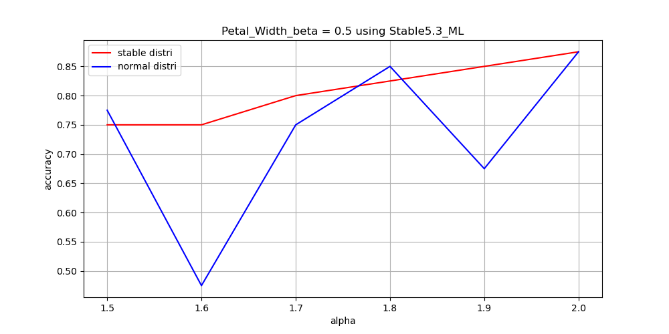 Petal_Width_beta = 0.5 using Stable5.3_ML
stable distri
normal distri
0.85
0.80
0.75
0.70
0.65
0.60
0.55
0.50
accuracy
1.5 1.6 1.7 1.8 1.9 2.0
alpha